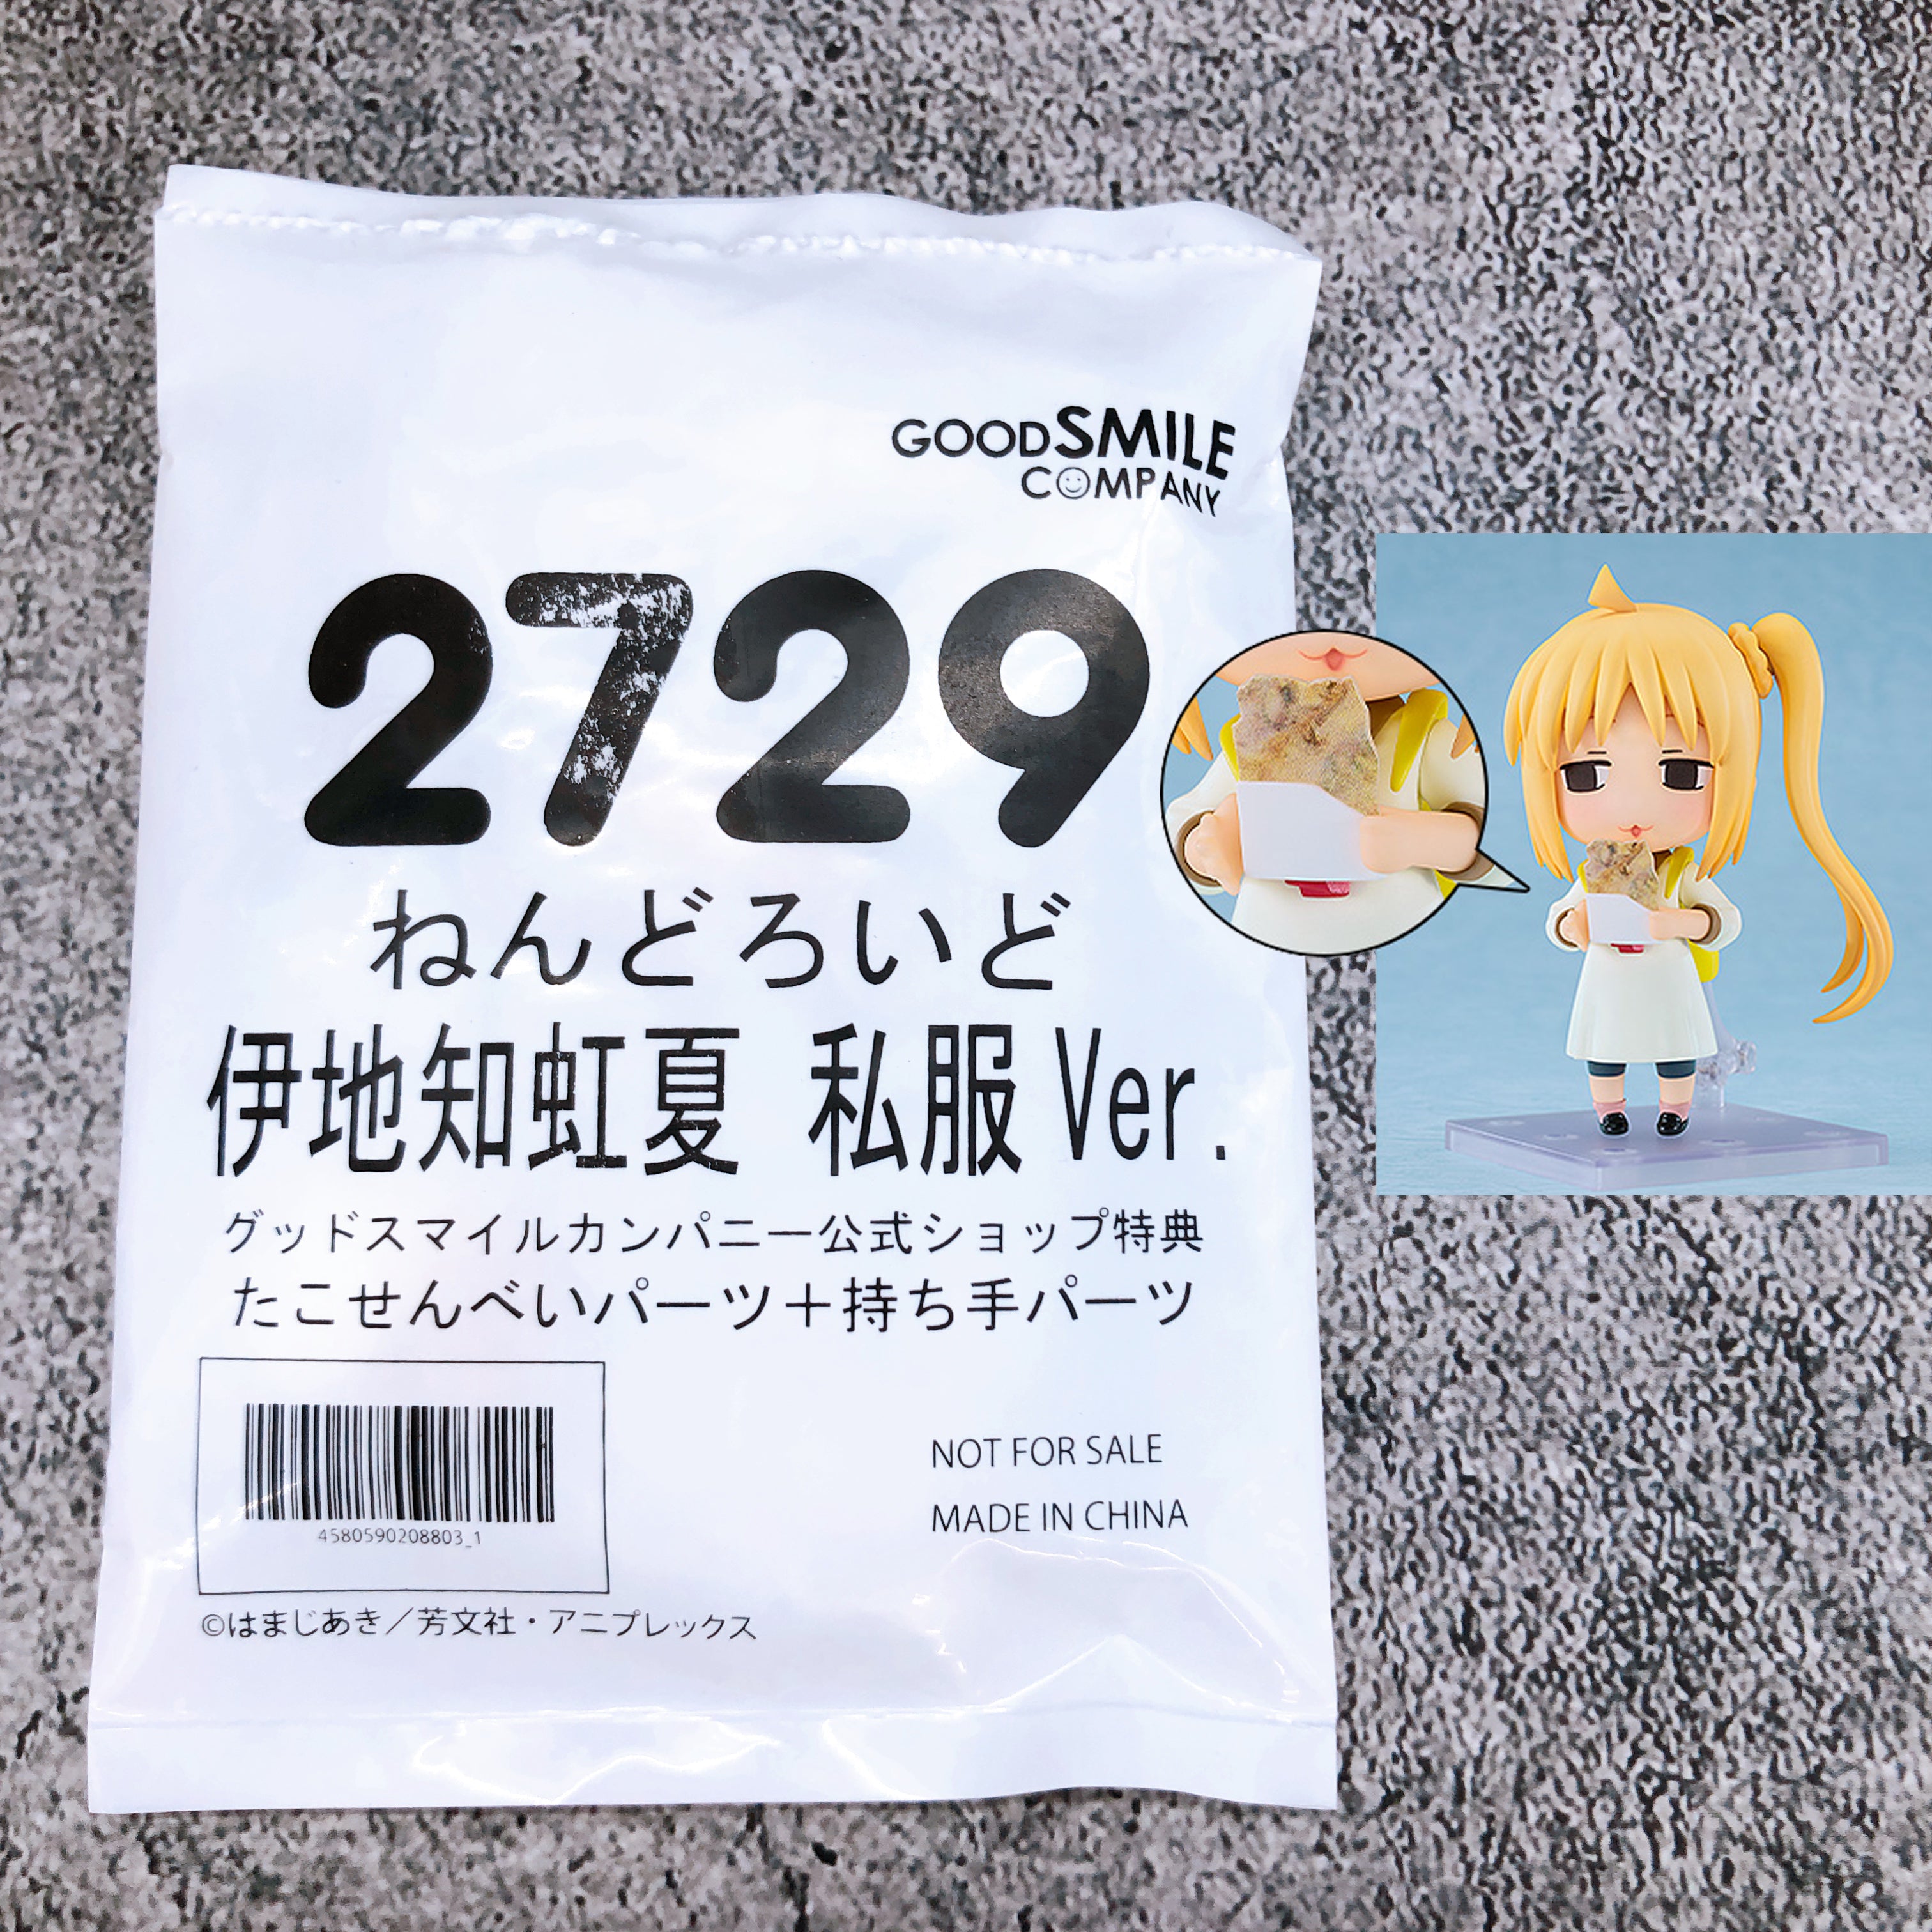 GOODSMILE
COMPANY
2729
ねんどろいど
伊地知虹夏 私服 Ver.
グッドスマイルカンパニー公式ショップ特典
たこせんべいパーツ＋持ち手パーツ
4580590208803_1
NOT FOR SALE
MADE IN CHINA
©はまじあき／芳文社・アニプレックス